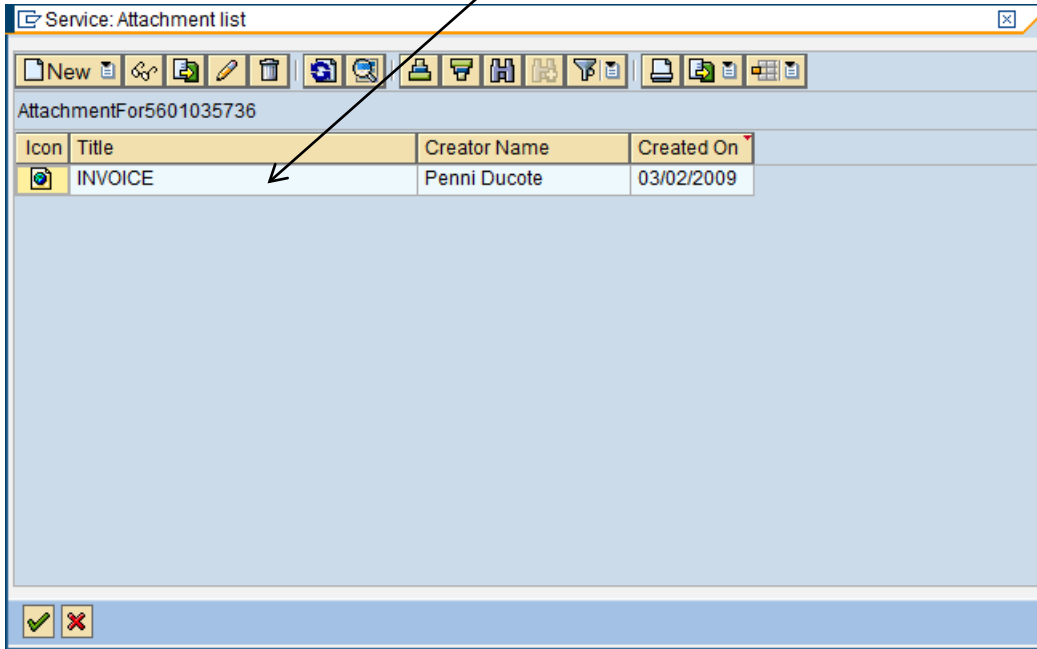 Service: Attachment list
New
AttachmentFor5601035736
Icon Title Creator Name Created On
INVOICE Penni Ducote 03/02/2009